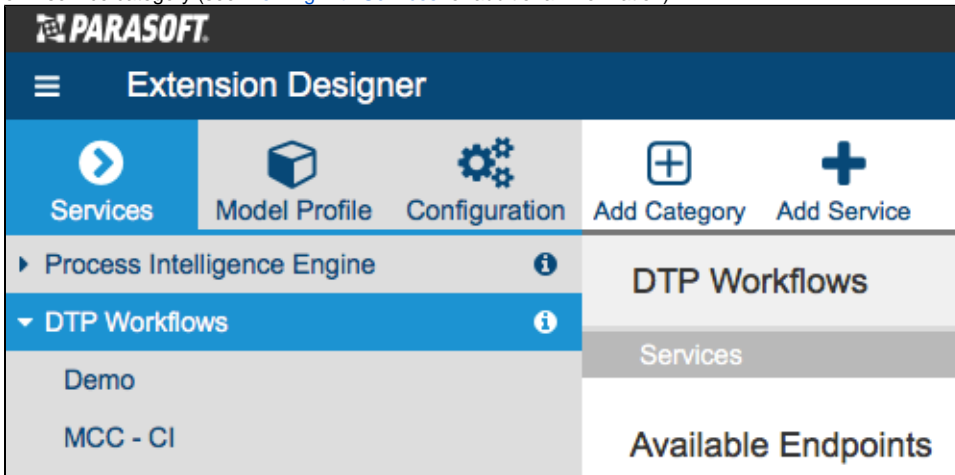 PARASOFT.
Extension Designer
Services Model Profile Configuration Add Category Add Service
Process Intelligence Engine
DTP Workflows
Demo
MCC - CI
DTP Workflows
Services
Available Endpoints